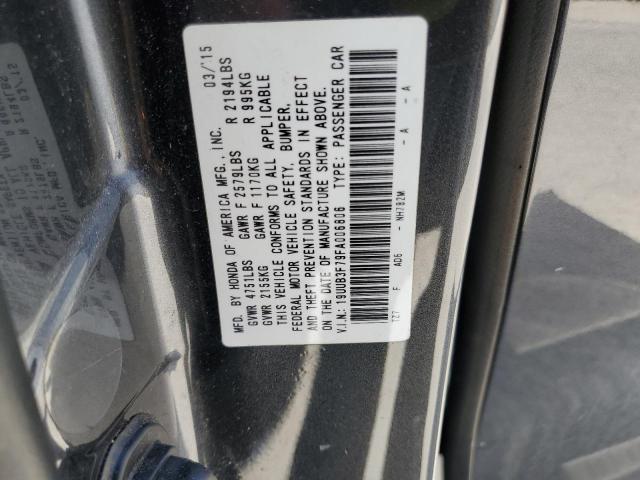 MFD. BY HONDA OF AMERICA MFG., INC. 03/'15
GVWR 4751LBS GAWR F 2579LBS R 2194LBS
GVWR 2155KG GAWR F 1170KG R 995KG
THIS VEHICLE CONFORMS TO ALL APPLICABLE
FEDERAL MOTOR VEHICLE SAFETY, BUMPER,
AND THEFT PREVENTION STANDARDS IN EFFECT
ON THE DATE OF MANUFACTURE SHOWN ABOVE.
V.I.N.: 19UUB3F79FA006806 TYPE: PASSENGER CAR
TZ7 F AD6 - NH782M - A - A